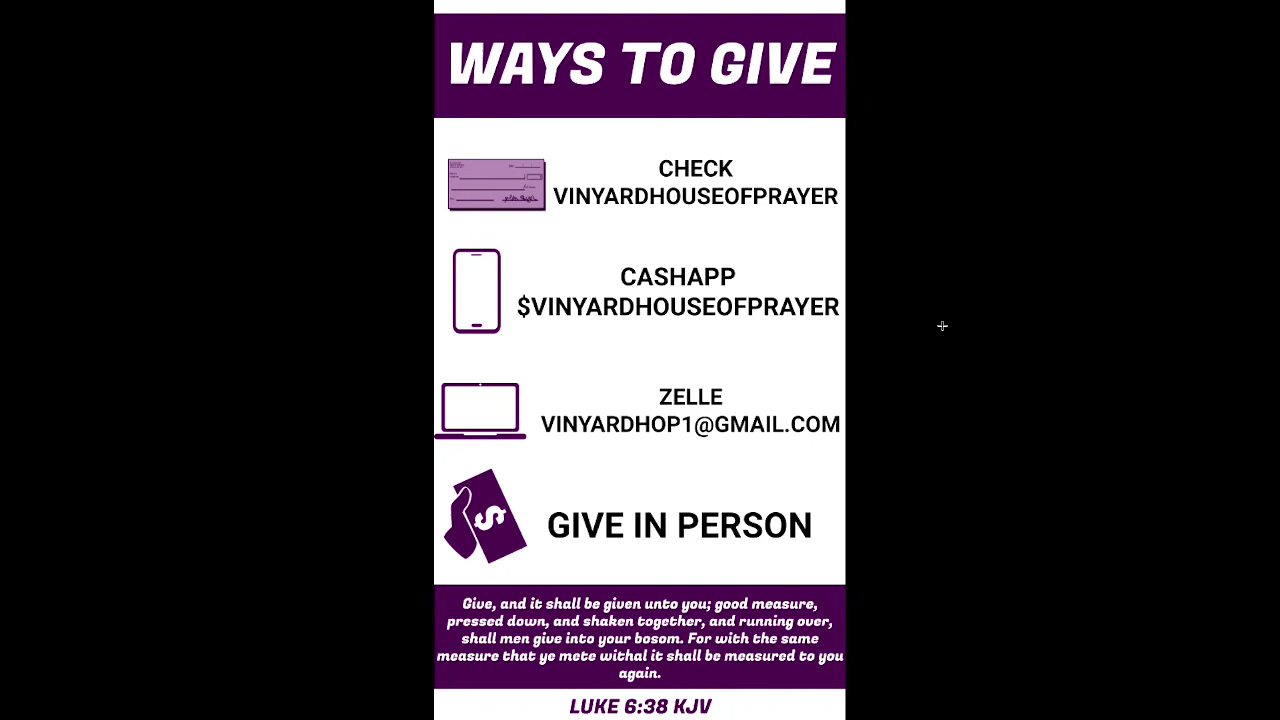 WAYS TO GIVE
CHECK
VINYARDHOUSEOFPRAYER
CASHAPP
$VINYARDHOUSEOFPRAYER
ZELLE
VINYARDHOP1@GMAIL.COM
$
GIVE IN PERSON
Give, and it shall be given unto you; good measure,
pressed down, and shaken together, and running over,
shall men give into your bosom. For with the same
measure that ye mete withal it shall be measured to you
again.
LUKE 6:38 KJV